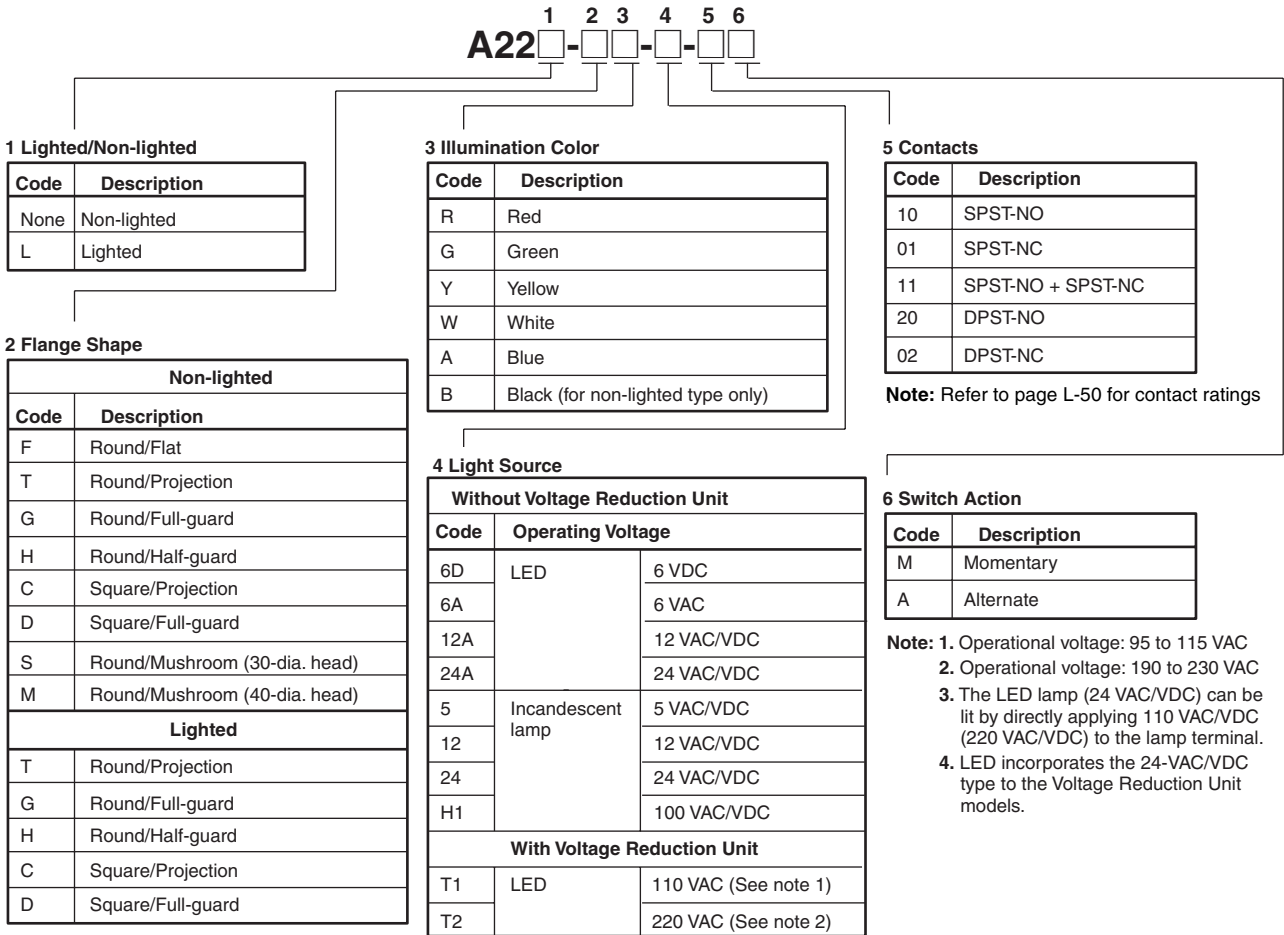 1 2 3 4 5 6
A22□-□□-□-□□
1 Lighted/Non-lighted
Code Description
None Non-lighted
L Lighted
2 Flange Shape
Non-lighted
Code Description
F Round/Flat
T Round/Projection
G Round/Full-guard
H Round/Half-guard
C Square/Projection
D Square/Full-guard
S Round/Mushroom (30-dia. head)
M Round/Mushroom (40-dia. head)
Lighted
T Round/Projection
G Round/Full-guard
H Round/Half-guard
C Square/Projection
D Square/Full-guard
3 Illumination Color
Code Description
R Red
G Green
Y Yellow
W White
A Blue
B Black (for non-lighted type only)
4 Light Source
Without Voltage Reduction Unit
Code Operating Voltage
6D LED 6 VDC
6A 6 VAC
12A 12 VAC/VDC
24A 24 VAC/VDC
5 Incandescent lamp 5 VAC/VDC
12 12 VAC/VDC
24 24 VAC/VDC
H1 100 VAC/VDC
With Voltage Reduction Unit
T1 LED 110 VAC (See note 1)
T2 220 VAC (See note 2)
5 Contacts
Code Description
10 SPST-NO
01 SPST-NC
11 SPST-NO + SPST-NC
20 DPST-NO
02 DPST-NC
Note: Refer to page L-50 for contact ratings
6 Switch Action
Code Description
M Momentary
A Alternate
Note: 1. Operational voltage: 95 to 115 VAC
2. Operational voltage: 190 to 230 VAC
3. The LED lamp (24 VAC/VDC) can be
lit by directly applying 110 VAC/VDC
(220 VAC/VDC) to the lamp terminal.
4. LED incorporates the 24-VAC/VDC
type to the Voltage Reduction Unit
models.